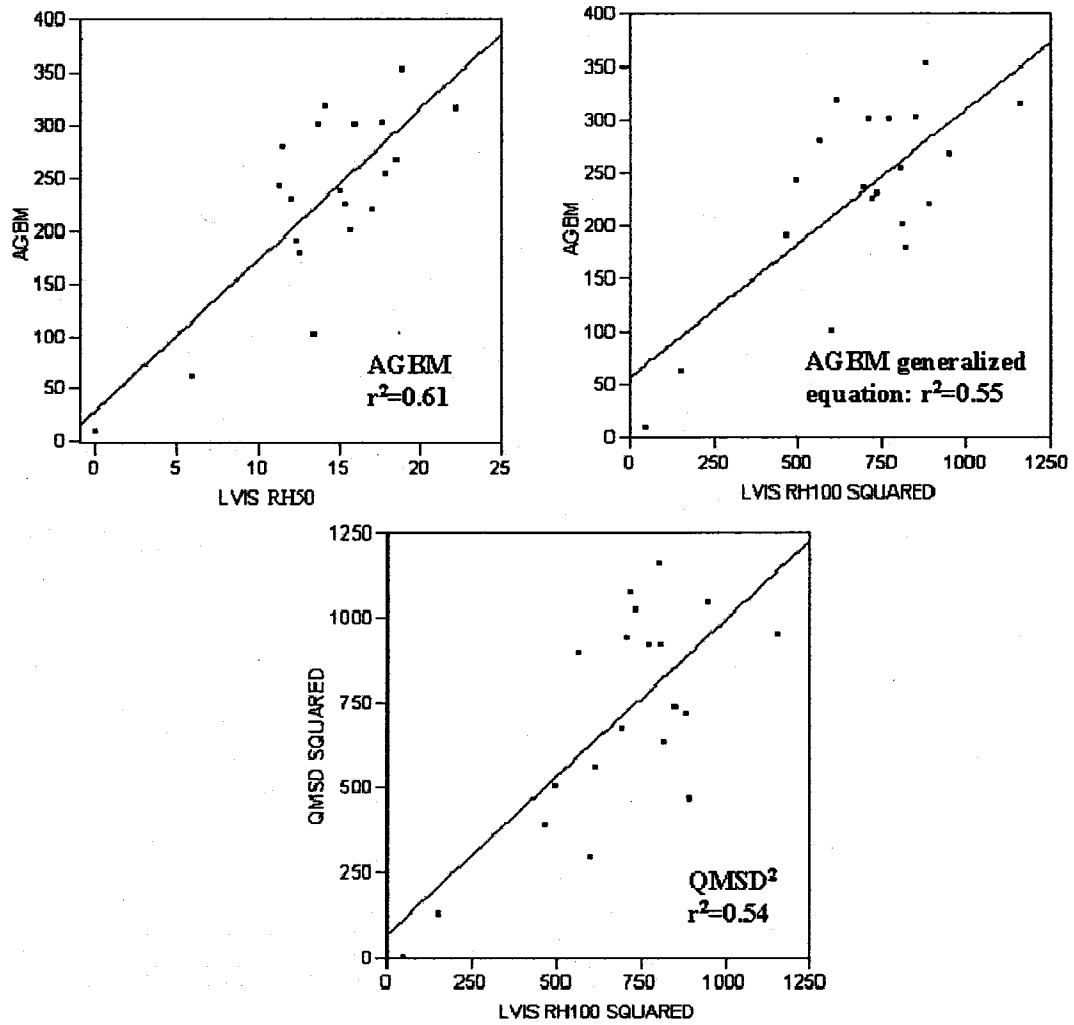 400
350
300
250
200
150
100
50
0
AGBM
0 5 10 15 20 25
LVIS RH50
AGBM
r²=0.61
400
350
300
250
200
150
100
50
0
AGBM
0 250 500 750 1000 1250
LVIS RH100 SQUARED
AGBM generalized
equation: r²=0.55
1250
1000
750
500
250
0
QMSD SQUARED
0 250 500 750 1000 1250
LVIS RH100 SQUARED
QMSD²
r²=0.54